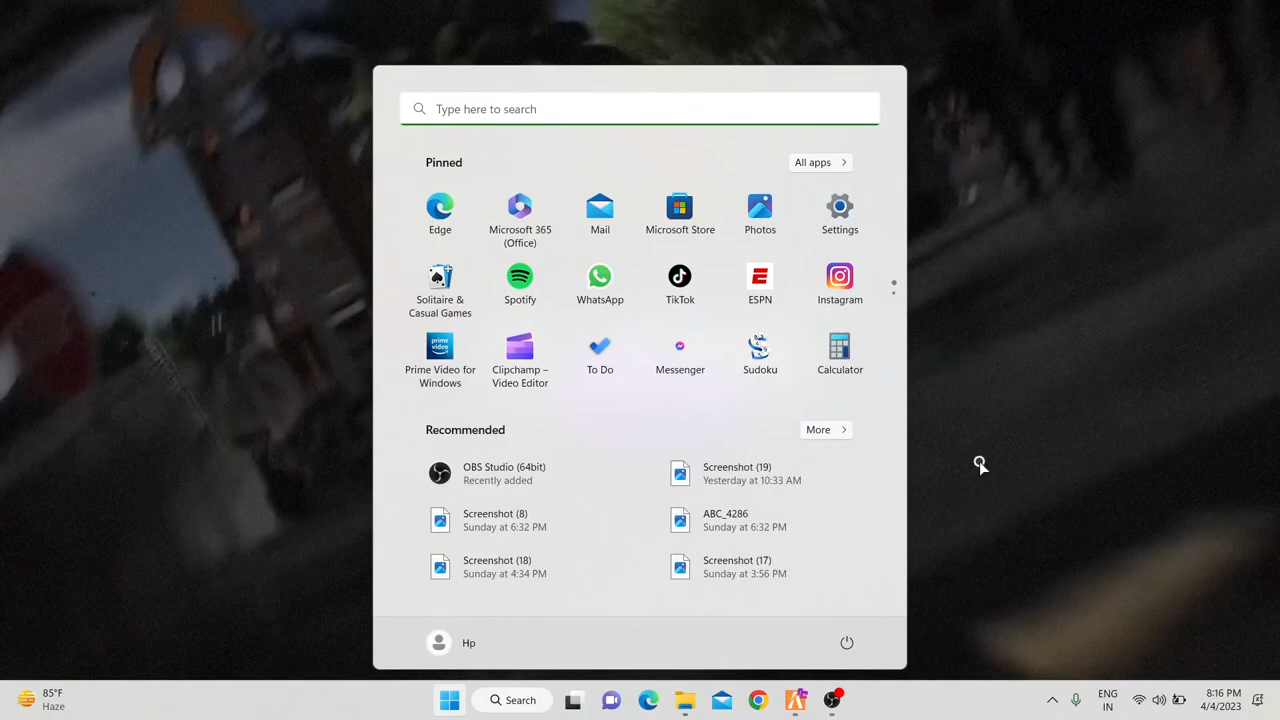 Type here to search
Pinned
All apps
Edge
Microsoft 365
(Office)
Mail
Microsoft Store
Photos
Settings
Solitaire &
Casual Games
Spotify
WhatsApp
TikTok
ESPN
Instagram
prime video
Prime Video for
Windows
Clipchamp –
Video Editor
To Do
Messenger
Sudoku
Calculator
Recommended
More
OBS Studio (64bit)
Recently added
Screenshot (19)
Yesterday at 10:33 AM
Screenshot (8)
Sunday at 6:32 PM
ABC_4286
Sunday at 6:32 PM
Screenshot (18)
Sunday at 4:34 PM
Screenshot (17)
Sunday at 3:56 PM
Hp
85°F
Haze
Search
ENG
IN
8:16 PM
4/4/2023